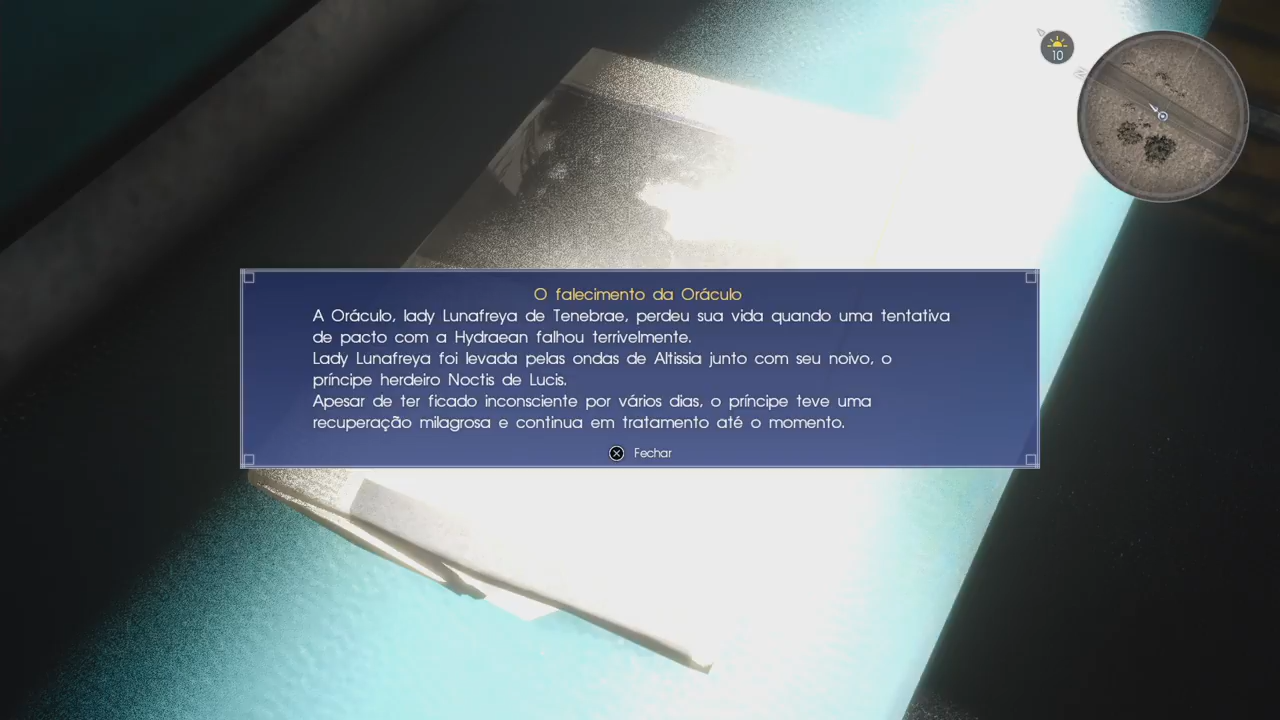 10
O falecimento da Oráculo
A Oráculo, lady Lunafreya de Tenebrae, perdeu sua vida quando uma tentativa
de pacto com a Hydraean falhou terrivelmente.
Lady Lunafreya foi levada pelas ondas de Altissia junto com seu noivo, o
príncipe herdeiro Noctis de Lucis.
Apesar de ter ficado inconsciente por vários dias, o príncipe teve uma
recuperação milagrosa e continua em tratamento até o momento.
Fechar